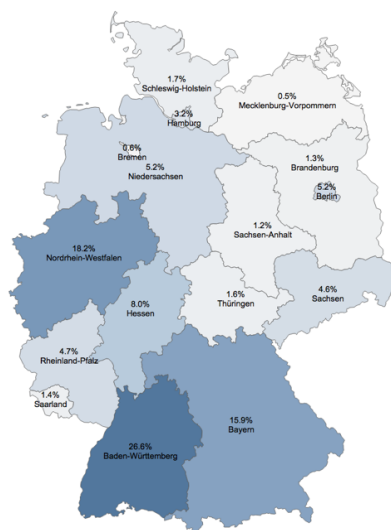 1.7%
Schleswig-Holstein
0.5%
Mecklenburg-Vorpommern
3.2%
Hamburg
0.6%
Bremen
5.2%
Niedersachsen
1.3%
Brandenburg
5.2%
Berlin
1.2%
Sachsen-Anhalt
18.2%
Nordrhein-Westfalen
8.0%
Hessen
1.6%
Thüringen
4.6%
Sachsen
4.7%
Rheinland-Pfalz
1.4%
Saarland
15.9%
Bayern
26.6%
Baden-Württemberg